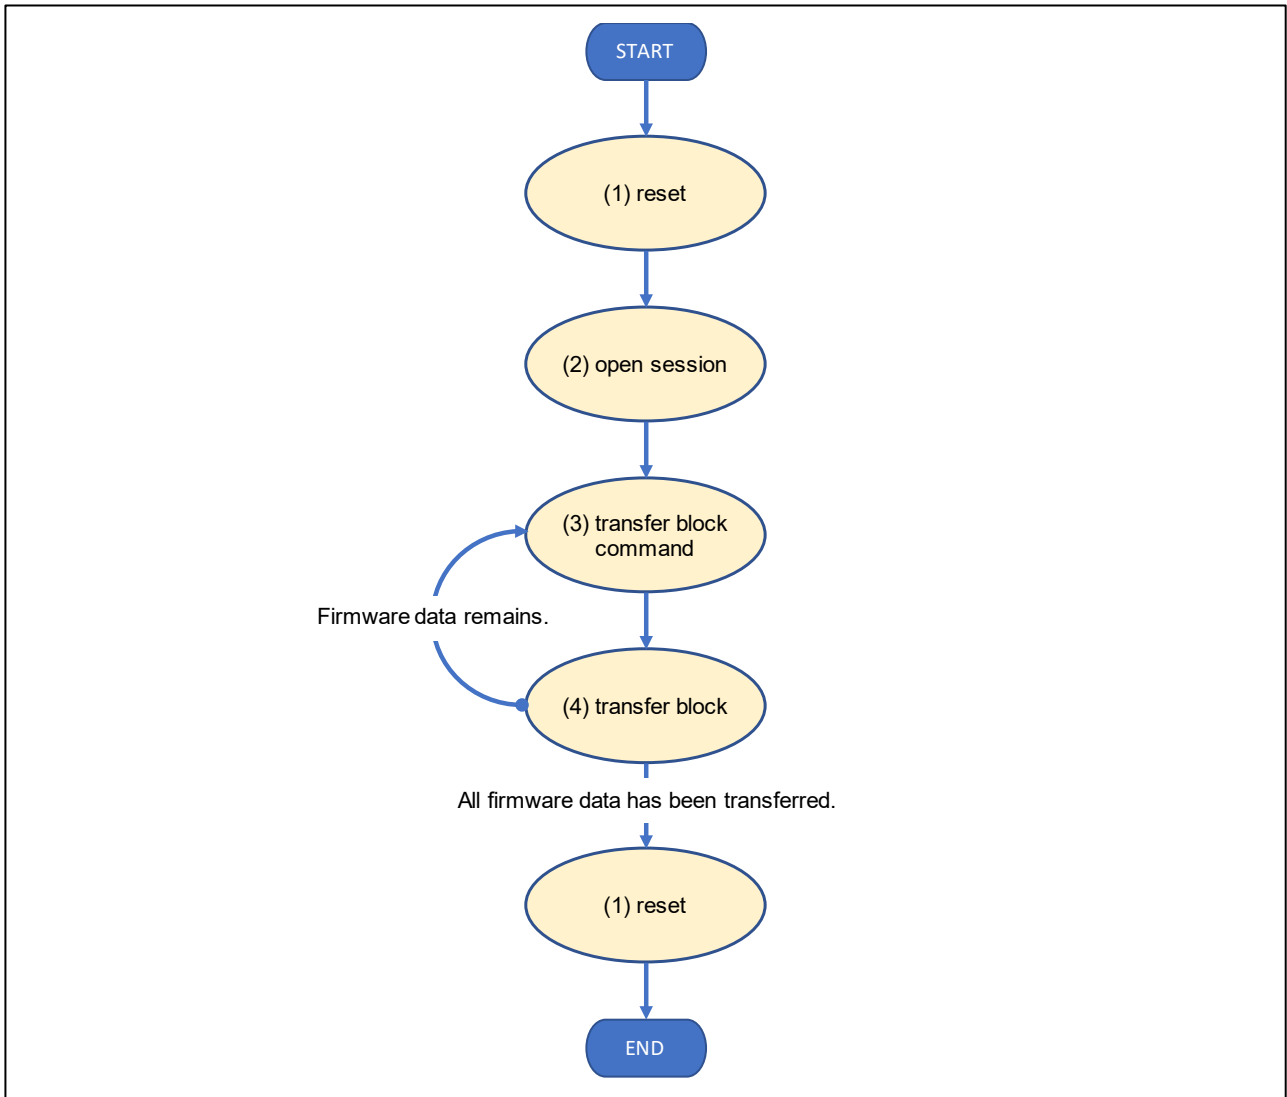 START
(1) reset
(2) open session
(3) transfer block
command
Firmware data remains.
(4) transfer block
All firmware data has been transferred.
(1) reset
END